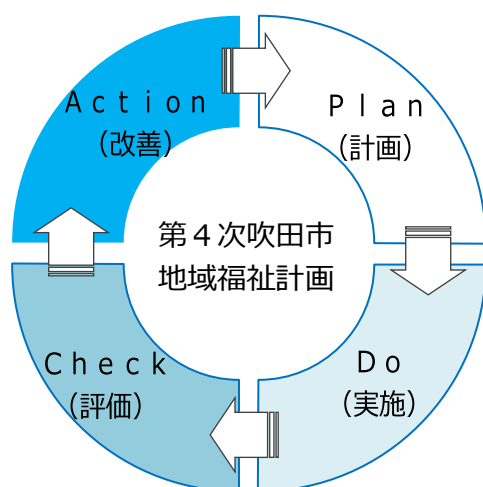 Action
(改善)
Plan
(計画)
第4次吹田市
地域福祉計画
Check
(評価)
Do
(実施)